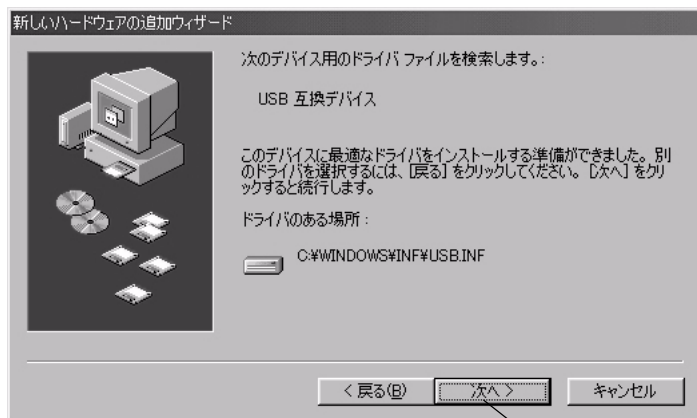 新しいハードウェアの追加ウィザード
次のデバイス用のドライバ ファイルを検索します。:
USB 互換デバイス
このデバイスに最適なドライバをインストールする準備ができました。別
のドライバを選択するには、[戻る] をクリックしてください。[次へ] をクリ
ックすると続行します。
ドライバのある場所 :
C:¥WINDOWS¥INF¥USB.INF
< 戻る(B)
次へ >
キャンセル